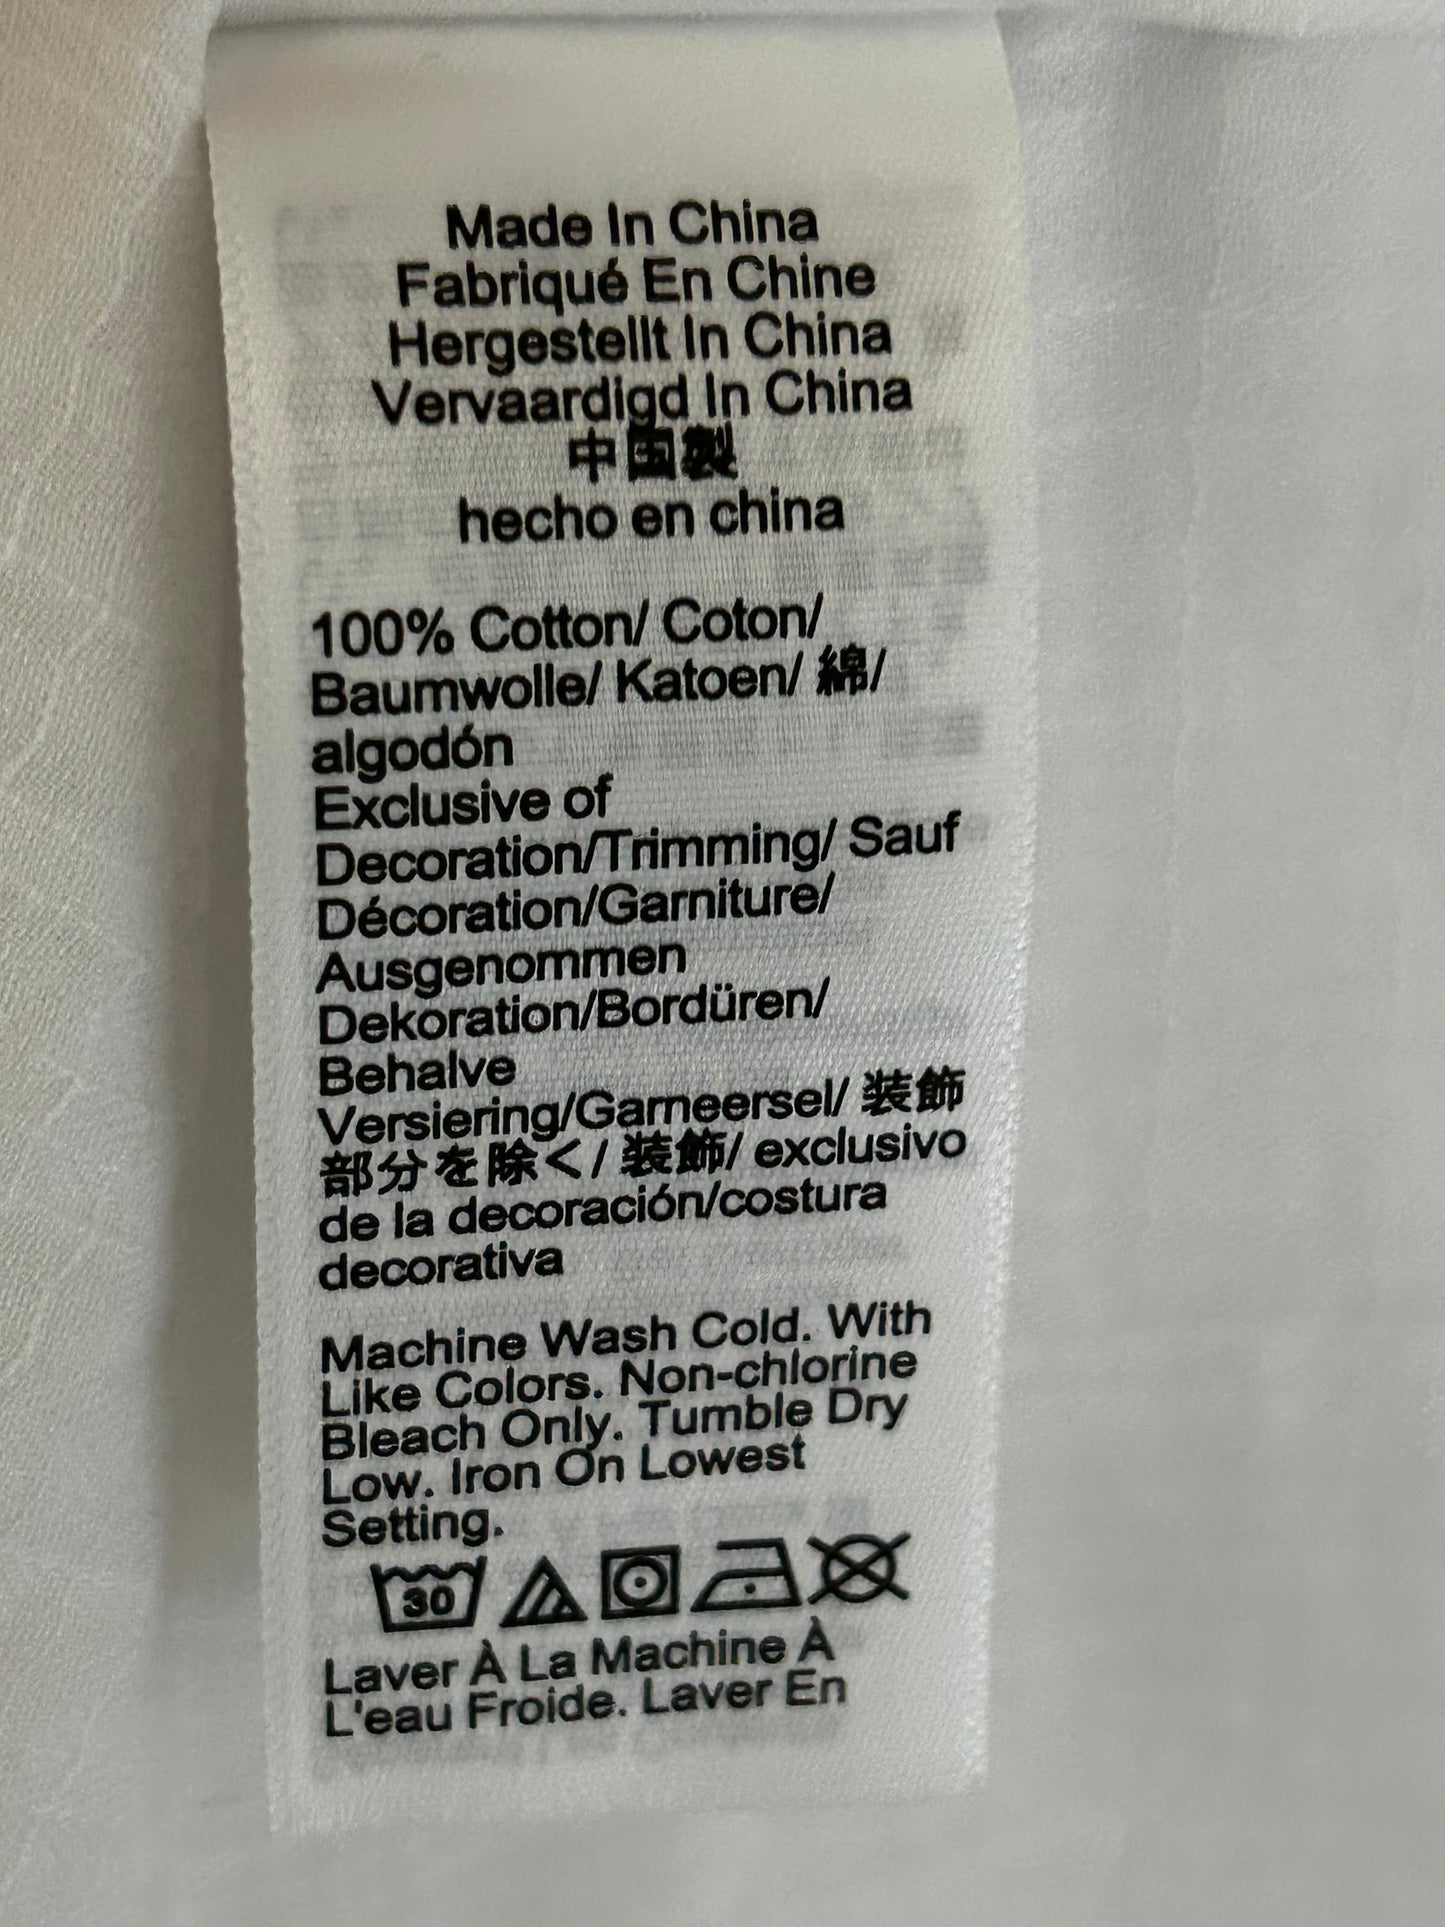 Made In China
Fabriqué En Chine
Hergestellt In China
Vervaardigd In China
中国製
hecho en china
100% Cotton/ Coton/
Baumwolle/ Katoen/ 綿/
algodón
Exclusive of
Decoration/Trimming/ Sauf
Décoration/Garniture/
Ausgenommen
Dekoration/Bordüren/
Behalve
Versiering/Garneersel/ 装飾
部分を除く/ 装飾/ exclusivo
de la decoración/costura
decorativa
Machine Wash Cold. With
Like Colors. Non-chlorine
Bleach Only. Tumble Dry
Low. Iron On Lowest
Setting.
30
Laver À La Machine À
L'eau Froide. Laver En